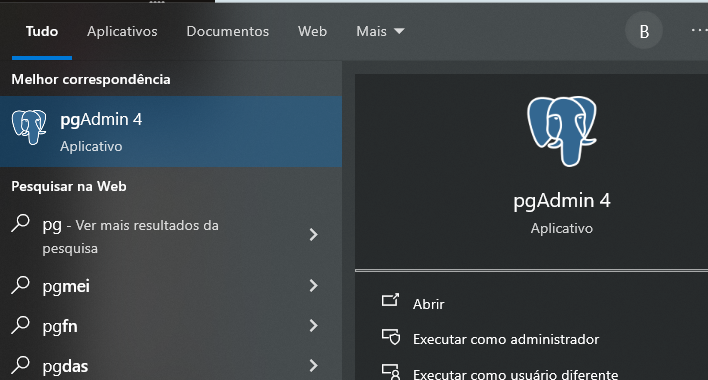 Tudo Aplicativos Documentos Web Mais B
Melhor correspondência
pgAdmin 4
Aplicativo
Pesquisar na Web
pg - Ver mais resultados da
pesquisa
pgmei
pgfn
pgdas
pgAdmin 4
Aplicativo
Abrir
Executar como administrador
Executar como usuário diferente